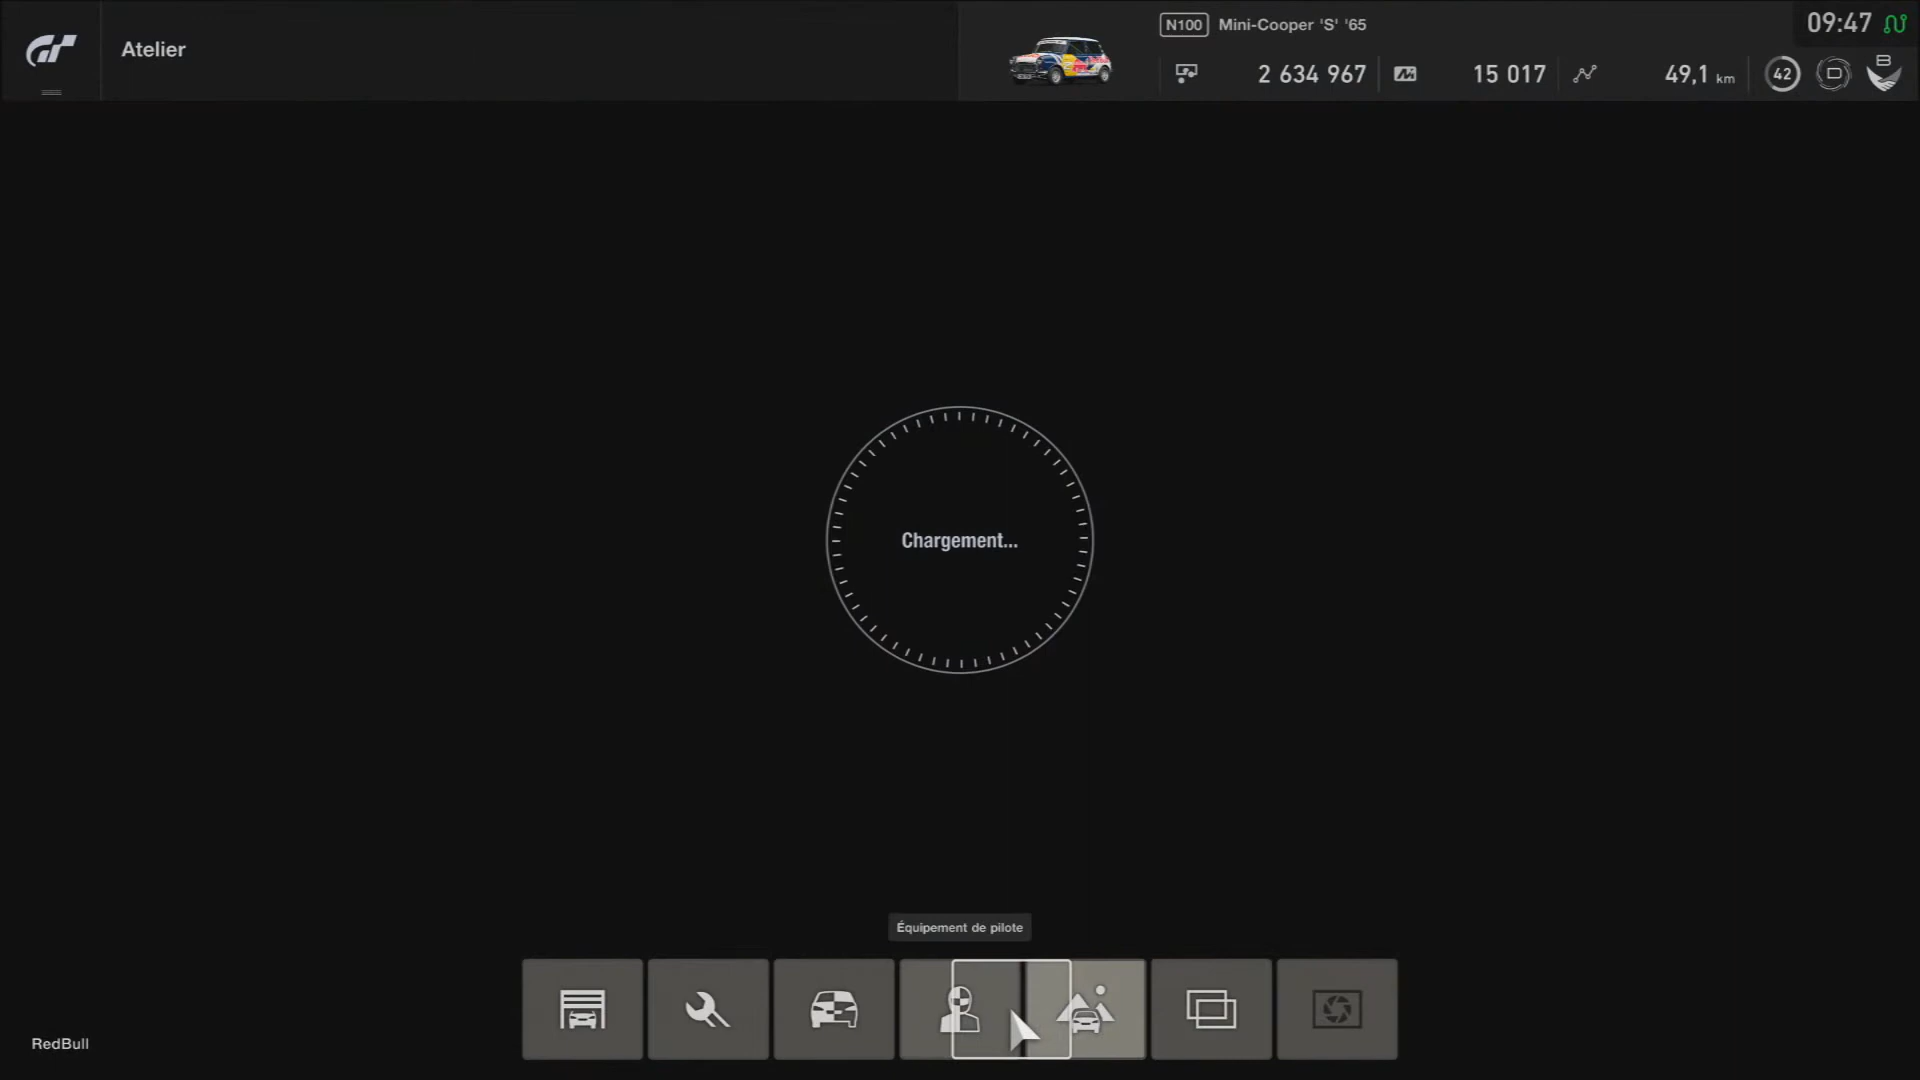 Atelier
N100 Mini-Cooper 'S' '65
09:47
2 634 967
15 017
49,1 km
42
D
B
Chargement...
Équipement de pilote
RedBull